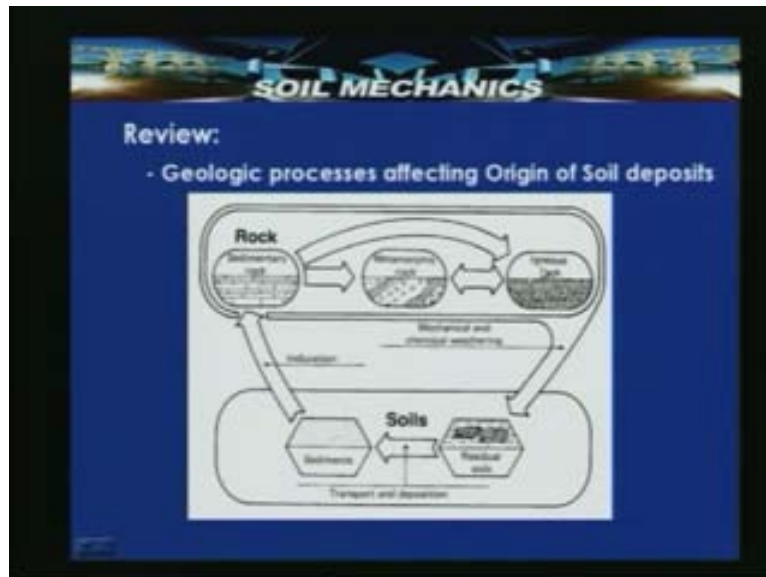 SOIL MECHANICS
Review:
- Geologic processes affecting Origin of Soil deposits
Rock
Sedimentary rock
Metamorphic rock
Igneous rock
Mechanical and
chemical weathering
Induration
Soils
Sediments
Residual soils
Transport and deposition